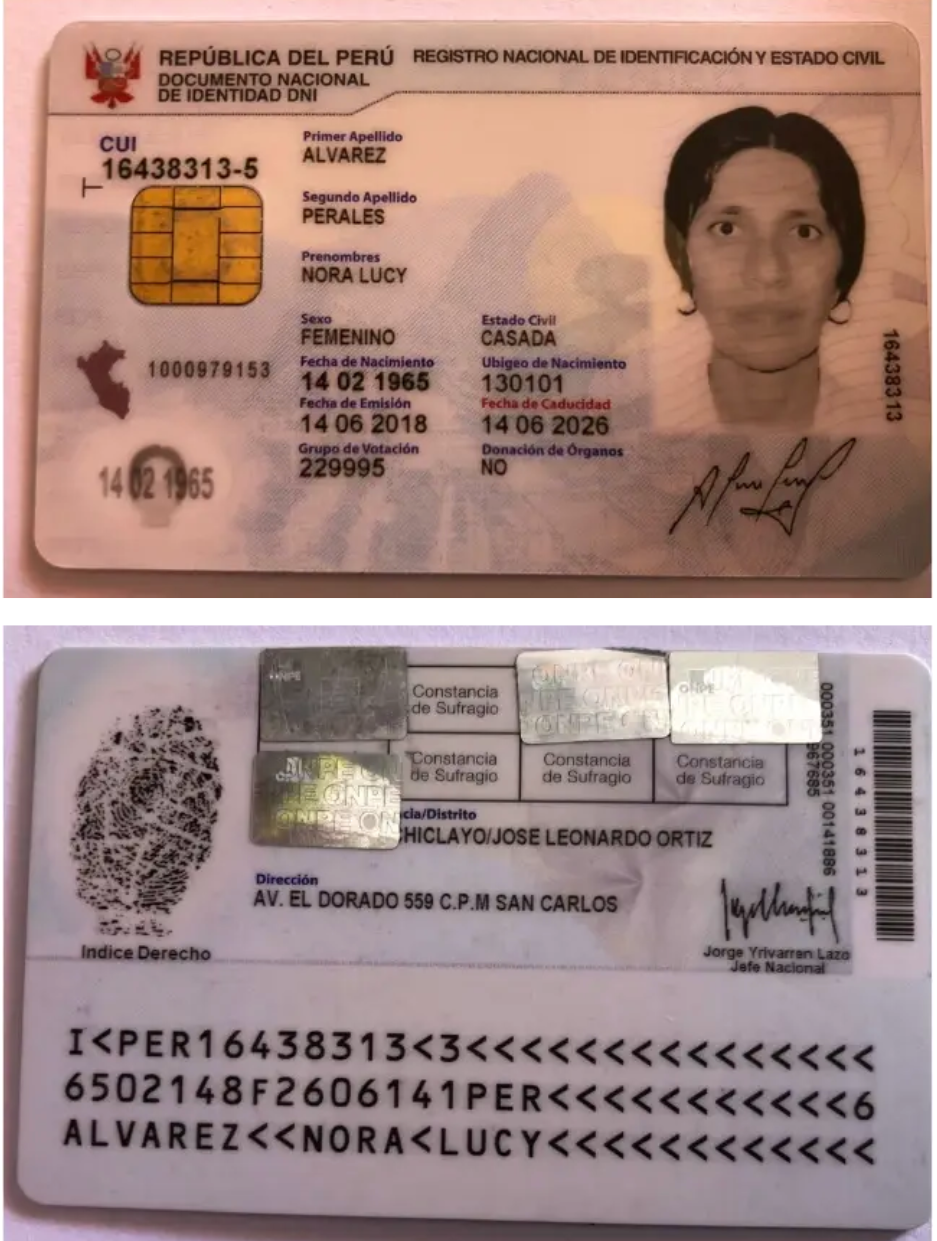 REPÚBLICA DEL PERÚ REGISTRO NACIONAL DE IDENTIFICACIÓN Y ESTADO CIVIL
DOCUMENTO NACIONAL
DE IDENTIDAD DNI
CUI
16438313-5
Primer Apellido
ALVAREZ
Segundo Apellido
PERALES
Prenombres
NORA LUCY
Sexo
FEMENINO
Estado Civil
CASADA
1000979153
Fecha de Nacimiento
14 02 1965
Ubigeo de Nacimiento
130101
Fecha de Emisión
14 06 2018
Fecha de Caducidad
14 06 2026
Grupo de Votación
229995
Donación de Órganos
NO
14 02 1965
16438313
ONPE
Constancia
de Sufragio
Constancia
de Sufragio
Constancia
de Sufragio
Constancia
de Sufragio
cia/Distrito
HICLAYO/JOSE LEONARDO ORTIZ
Dirección
AV. EL DORADO 559 C.P.M SAN CARLOS
Indice Derecho
Jorge Yrivarren Lazo
Jefe Nacional
000351 000351 00141886
16438313
I<PER16438313<3<<<<<<<<<<<<<<<
6502148F2606141PER<<<<<<<<<<<6
ALVAREZ<<NORA<LUCY<<<<<<<<<<<<